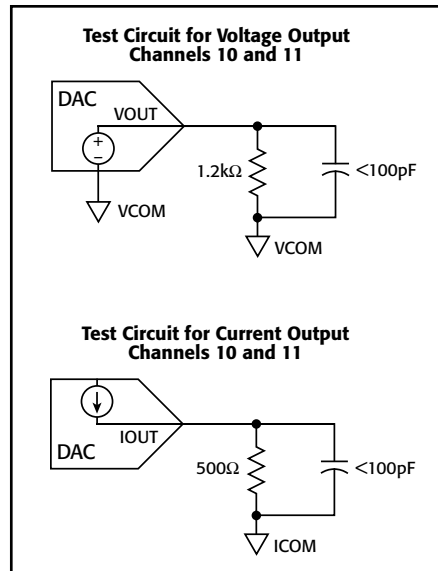 Test Circuit for Voltage Output
Channels 10 and 11
DAC
VOUT
+
–
VCOM
1.2kΩ
<100pF
VCOM
Test Circuit for Current Output
Channels 10 and 11
DAC
IOUT
500Ω
<100pF
ICOM